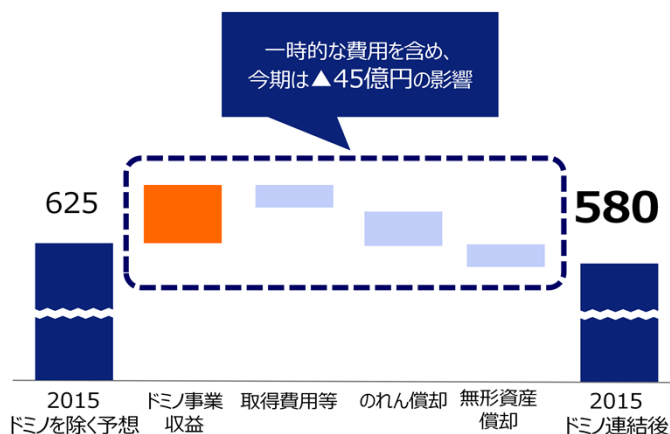 一時的な費用を含め、
今期は▲45億円の影響
625
580
2015
ドミノを除く予想
ドミノ事業
収益
取得費用等
のれん償却
無形資産
償却
2015
ドミノ連結後